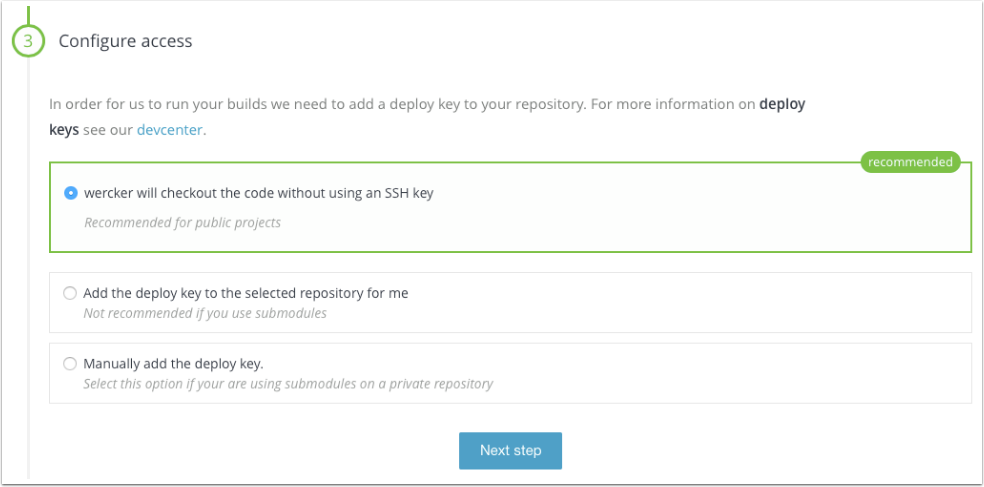 3
Configure access
In order for us to run your builds we need to add a deploy key to your repository. For more information on deploy
keys see our devcenter.
recommended
wercker will checkout the code without using an SSH key
Recommended for public projects
Add the deploy key to the selected repository for me
Not recommended if you use submodules
Manually add the deploy key.
Select this option if your are using submodules on a private repository
Next step